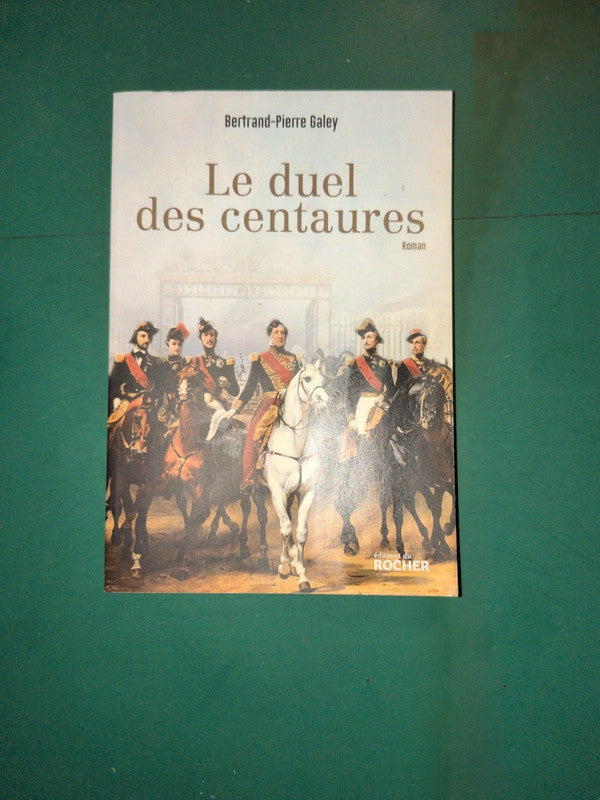 Bertrand-Pierre Galey
Le duel
des centaures
Roman
éditions du
ROCHER